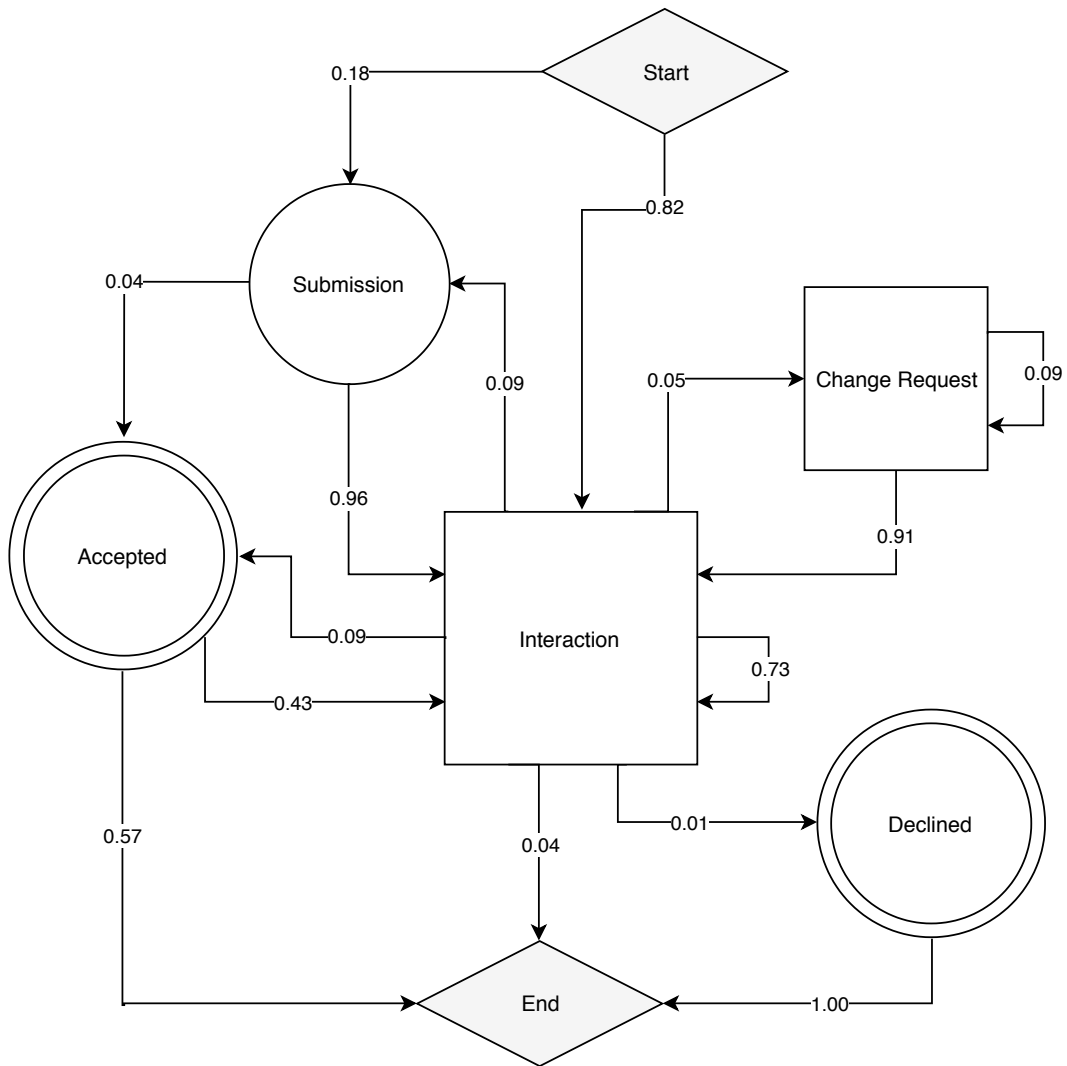 Start
0.18
0.82
Submission
0.04
0.09
0.05
Change Request
0.09
0.96
0.91
Accepted
Interaction
0.09
0.73
0.43
0.57
0.04
0.01
Declined
End
1.00